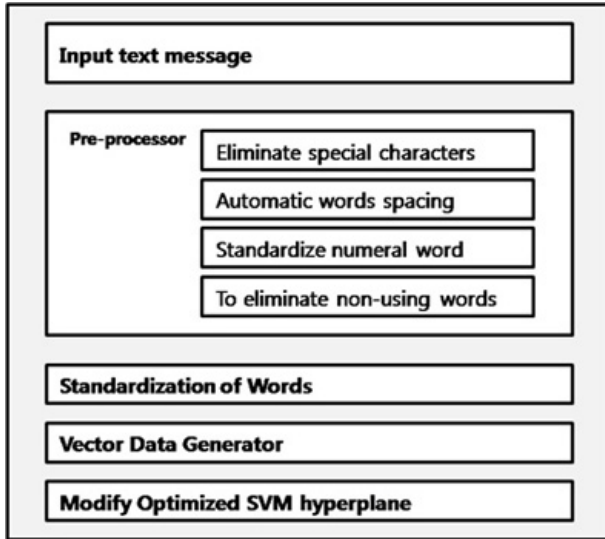 Input text message
Pre-processor
Eliminate special characters
Automatic words spacing
Standardize numeral word
To eliminate non-using words
Standardization of Words
Vector Data Generator
Modify Optimized SVM hyperplane